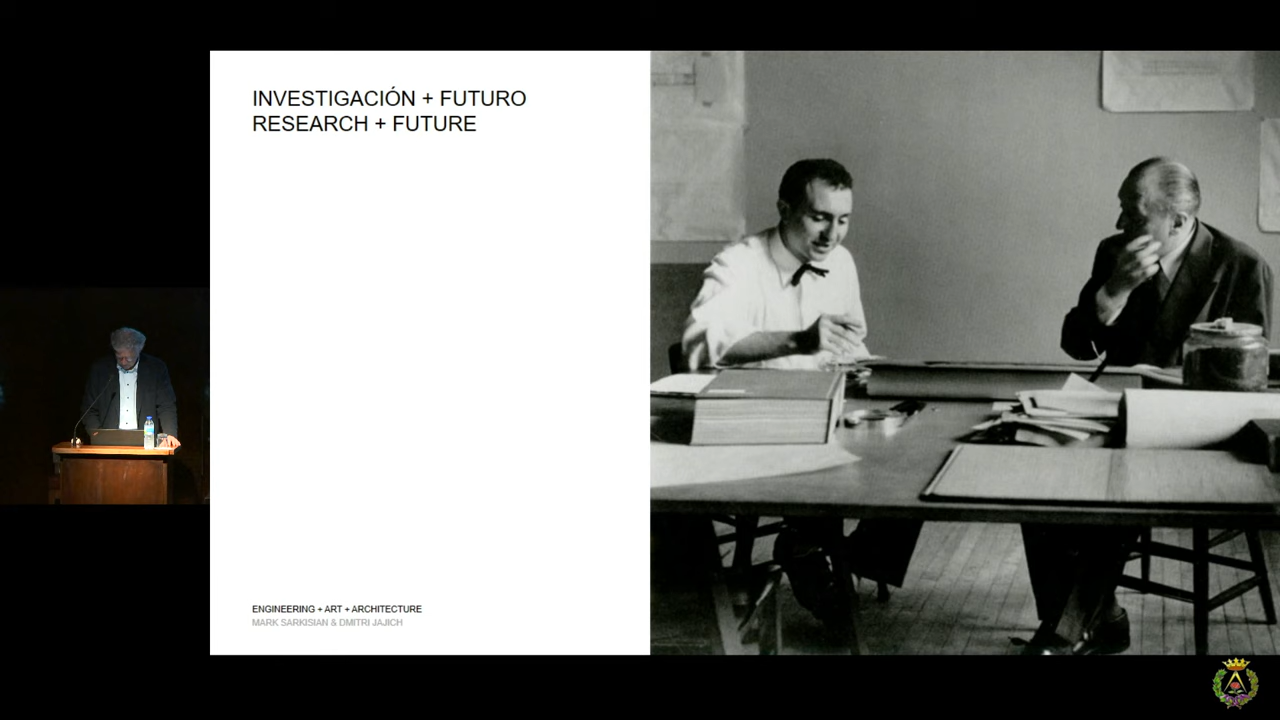 INVESTIGACIÓN + FUTURO
RESEARCH + FUTURE
ENGINEERING + ART + ARCHITECTURE
MARK SARKISIAN & DMITRI JAJICH